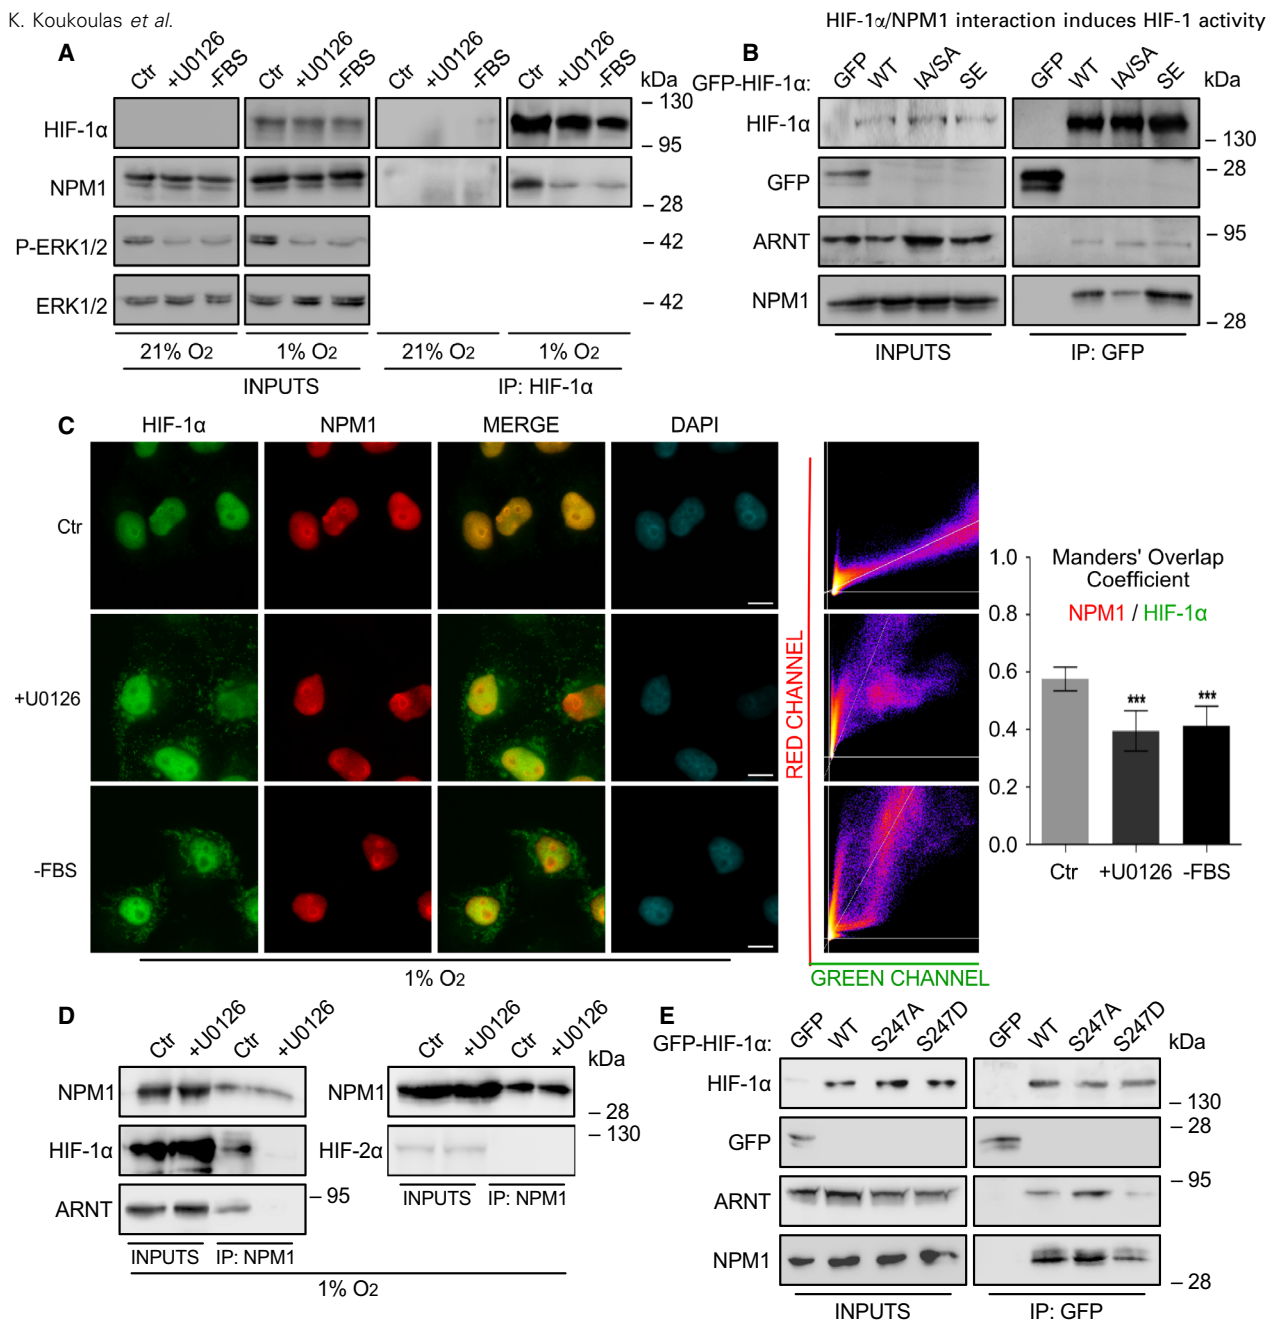 K. Koukoulas et al.
HIF-1α/NPM1 interaction induces HIF-1 activity
A
Ctr +U0126 -FBS Ctr +U0126 -FBS Ctr +U0126 -FBS Ctr +U0126 -FBS kDa
HIF-1α
– 130
– 95
NPM1
– 28
P-ERK1/2
– 42
ERK1/2
– 42
21% O2 1% O2 21% O2 1% O2
INPUTS IP: HIF-1α
B
GFP-HIF-1α: GFP WT IA/SA SE GFP WT IA/SA SE kDa
HIF-1α
– 130
GFP
– 28
ARNT
– 95
NPM1
– 28
INPUTS IP: GFP
C
HIF-1α NPM1 MERGE DAPI
Ctr
+U0126
-FBS
1% O2
RED CHANNEL
GREEN CHANNEL
Manders' Overlap
Coefficient
NPM1 / HIF-1α
1.0
0.8
0.6
0.4
0.2
0.0
*** ***
Ctr +U0126 -FBS
D
Ctr +U0126 Ctr +U0126
NPM1
HIF-1α
ARNT
– 95
INPUTS IP: NPM1
Ctr +U0126 Ctr +U0126
kDa
NPM1
– 28
– 130
HIF-2α
INPUTS IP: NPM1
1% O2
E
GFP-HIF-1α: GFP WT S247A S247D GFP WT S247A S247D kDa
HIF-1α
– 130
GFP
– 28
ARNT
– 95
NPM1
– 28
INPUTS IP: GFP